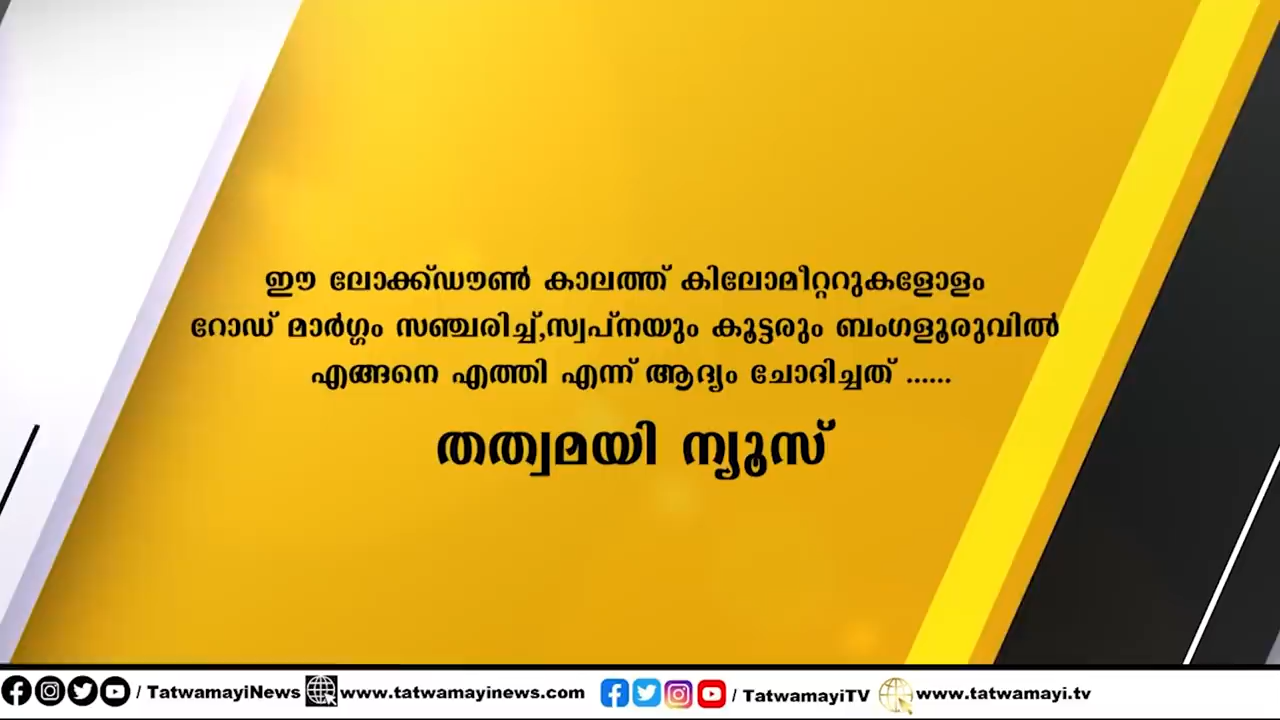 ഈ ലോക്ക്ഡൗൺ കാലത്ത് കിലോമീറ്ററുകളോളം
റോഡ് മാർഗ്ഗം സഞ്ചരിച്ച്,സ്വപ്നയും കൂട്ടരും ബംഗളൂരുവിൽ
എങ്ങനെ എത്തി എന്ന് ആദ്യം ചോദിച്ചത് ......
തത്വമയി ന്യൂസ്
/ TatwamayiNews www.tatwamayinews.com / TatwamayiTV www.tatwamayi.tv